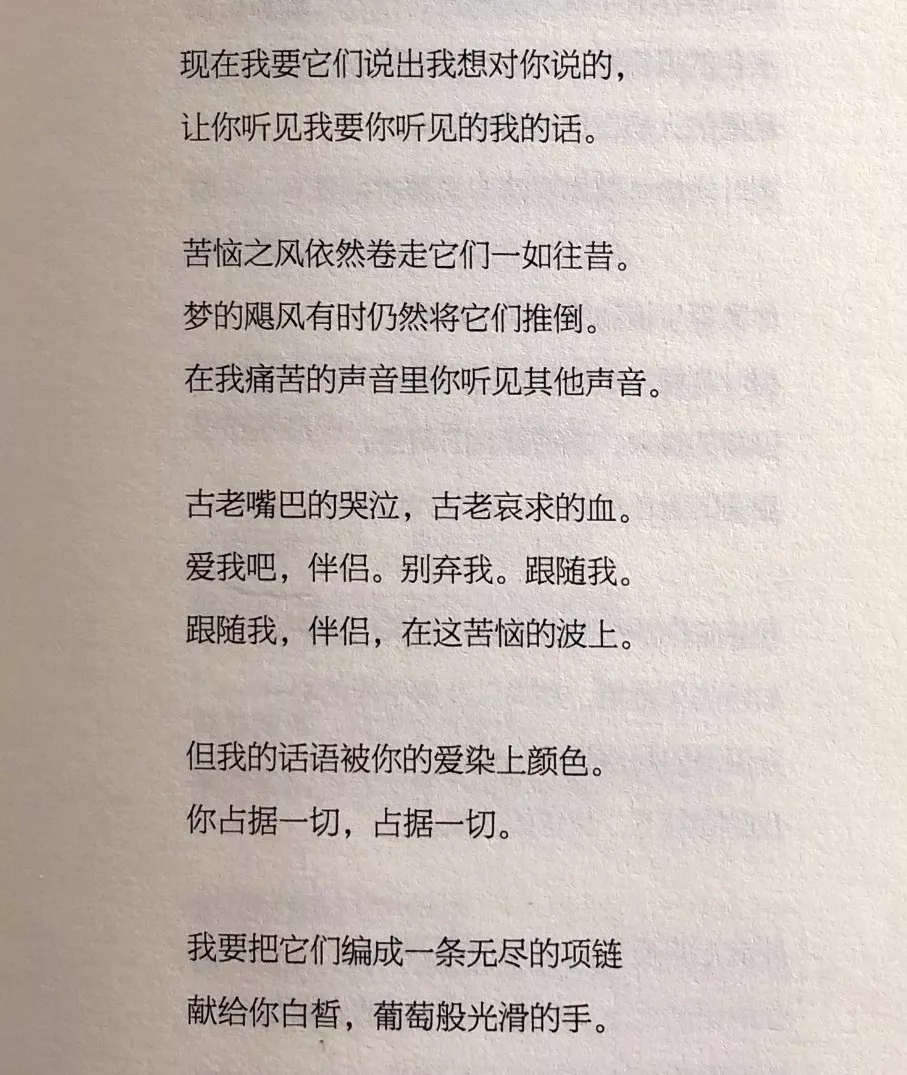 现在我要它们说出我想对你说的，
让你听见我要你听见的我的话。
苦恼之风依然卷走它们一如往昔。
梦的飓风有时仍然将它们推倒。
在我痛苦的声音里你听见其他声音。
古老嘴巴的哭泣，古老哀求的血。
爱我吧，伴侣。别弃我。跟随我。
跟随我，伴侣，在这苦恼的波上。
但我的话语被你的爱染上颜色。
你占据一切，占据一切。
我要把它们编成一条无尽的项链
献给你白皙，葡萄般光滑的手。